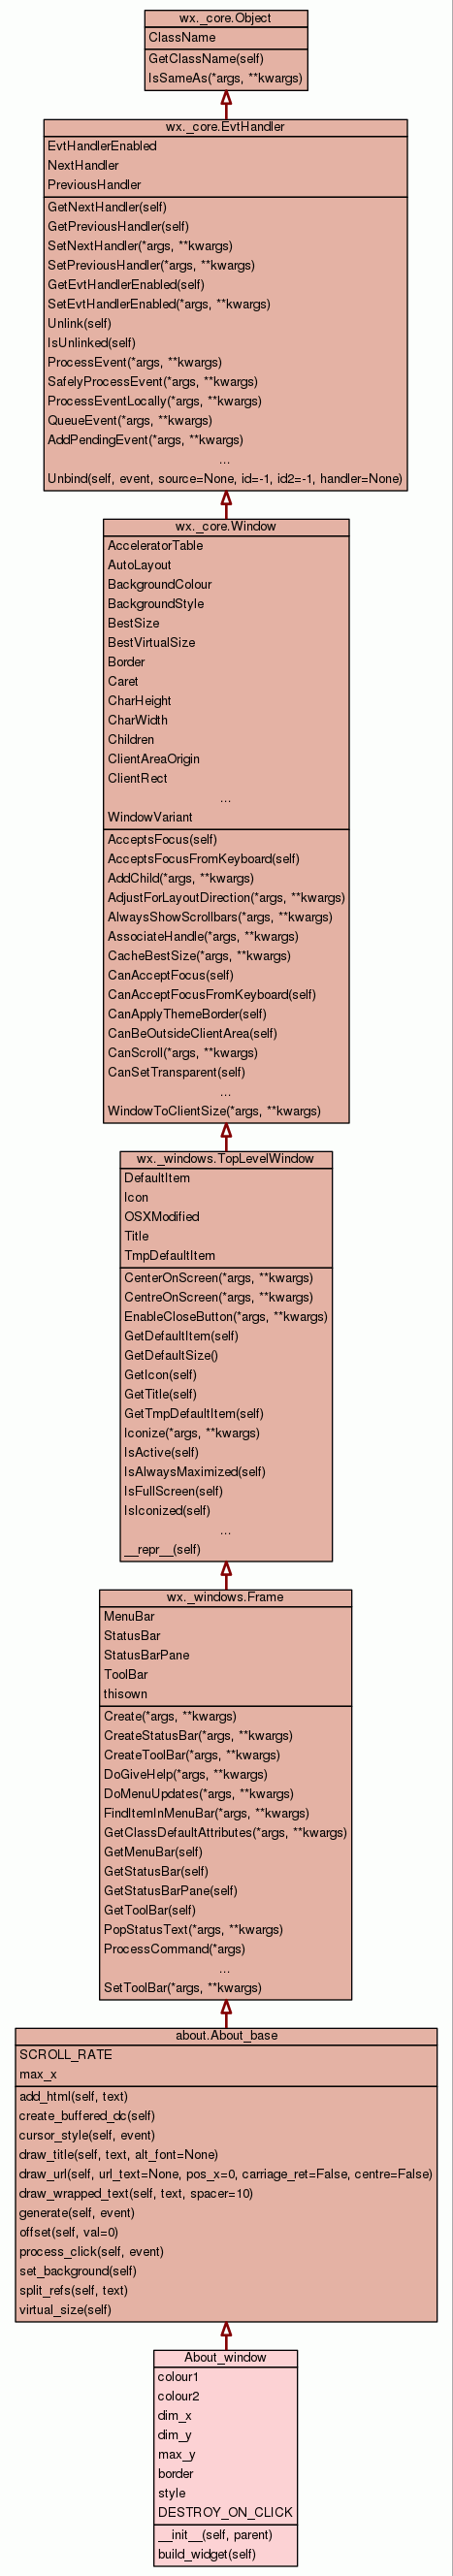 wx._core.Object
ClassName
GetClassName(self)
IsSameAs(*args, **kwargs)
wx._core.EvtHandler
EvtHandlerEnabled
NextHandler
PreviousHandler
GetNextHandler(self)
GetPreviousHandler(self)
SetNextHandler(*args, **kwargs)
SetPreviousHandler(*args, **kwargs)
GetEvtHandlerEnabled(self)
SetEvtHandlerEnabled(*args, **kwargs)
Unlink(self)
IsUnlinked(self)
ProcessEvent(*args, **kwargs)
SafelyProcessEvent(*args, **kwargs)
ProcessEventLocally(*args, **kwargs)
QueueEvent(*args, **kwargs)
AddPendingEvent(*args, **kwargs)
...
Unbind(self, event, source=None, id=-1, id2=-1, handler=None)
wx._core.Window
AcceleratorTable
AutoLayout
BackgroundColour
BackgroundStyle
BestSize
BestVirtualSize
Border
Caret
CharHeight
CharWidth
Children
ClientAreaOrigin
ClientRect
...
WindowVariant
AcceptsFocus(self)
AcceptsFocusFromKeyboard(self)
AddChild(*args, **kwargs)
AdjustForLayoutDirection(*args, **kwargs)
AlwaysShowScrollbars(*args, **kwargs)
AssociateHandle(*args, **kwargs)
CacheBestSize(*args, **kwargs)
CanAcceptFocus(self)
CanAcceptFocusFromKeyboard(self)
CanApplyThemeBorder(self)
CanBeOutsideClientArea(self)
CanScroll(*args, **kwargs)
CanSetTransparent(self)
...
WindowToClientSize(*args, **kwargs)
wx._windows.TopLevelWindow
DefaultItem
Icon
OSXModified
Title
TmpDefaultItem
CenterOnScreen(*args, **kwargs)
CentreOnScreen(*args, **kwargs)
EnableCloseButton(*args, **kwargs)
GetDefaultItem(self)
GetDefaultSize()
GetIcon(self)
GetTitle(self)
GetTmpDefaultItem(self)
Iconize(*args, **kwargs)
IsActive(self)
IsAlwaysMaximized(self)
IsFullScreen(self)
IsIconized(self)
...
__repr__(self)
wx._windows.Frame
MenuBar
StatusBar
StatusBarPane
ToolBar
thisown
Create(*args, **kwargs)
CreateStatusBar(*args, **kwargs)
CreateToolBar(*args, **kwargs)
DoGiveHelp(*args, **kwargs)
DoMenuUpdates(*args, **kwargs)
FindItemInMenuBar(*args, **kwargs)
GetClassDefaultAttributes(*args, **kwargs)
GetMenuBar(self)
GetStatusBar(self)
GetStatusBarPane(self)
GetToolBar(self)
PopStatusText(*args, **kwargs)
ProcessCommand(*args)
...
SetToolBar(*args, **kwargs)
about.About_base
SCROLL_RATE
max_x
add_html(self, text)
create_buffered_dc(self)
cursor_style(self, event)
draw_title(self, text, alt_font=None)
draw_url(self, url_text=None, pos_x=0, carriage_ret=False, centre=False)
draw_wrapped_text(self, text, spacer=10)
generate(self, event)
offset(self, val=0)
process_click(self, event)
set_background(self)
split_refs(self, text)
virtual_size(self)
About_window
colour1
colour2
dim_x
dim_y
max_y
border
style
DESTROY_ON_CLICK
__init__(self, parent)
build_widget(self)